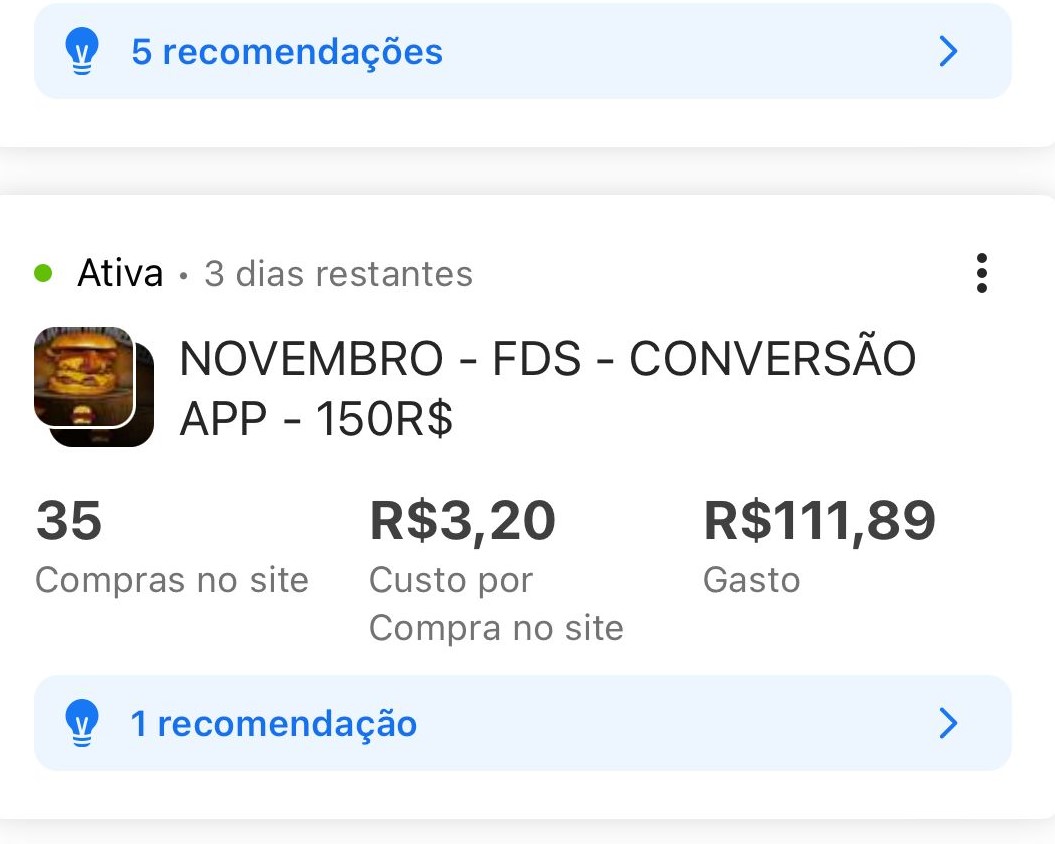 5 recomendações
Ativa • 3 dias restantes
NOVEMBRO - FDS - CONVERSÃO
APP - 150R$
35
Compras no site
R$3,20
Custo por
Compra no site
R$111,89
Gasto
1 recomendação